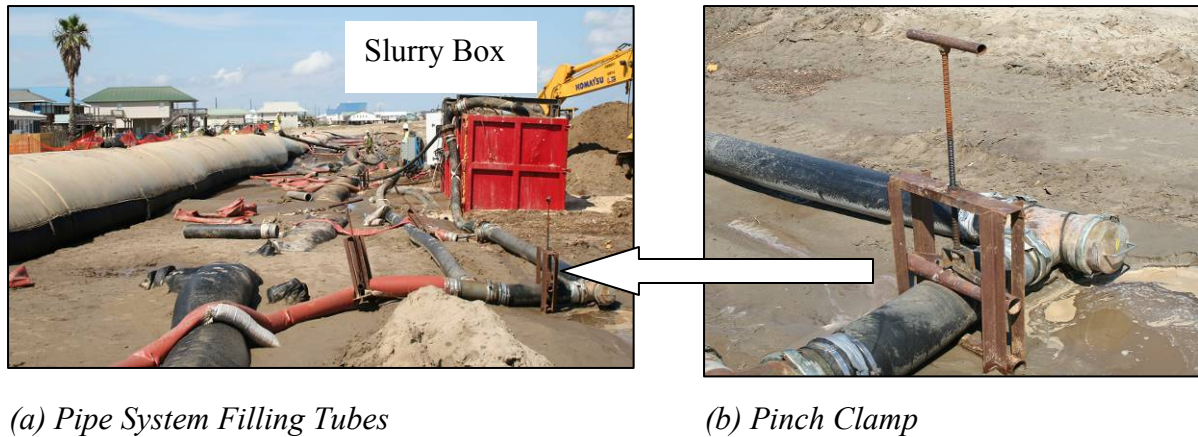 Slurry Box
KOMATSU
(a) Pipe System Filling Tubes
(b) Pinch Clamp